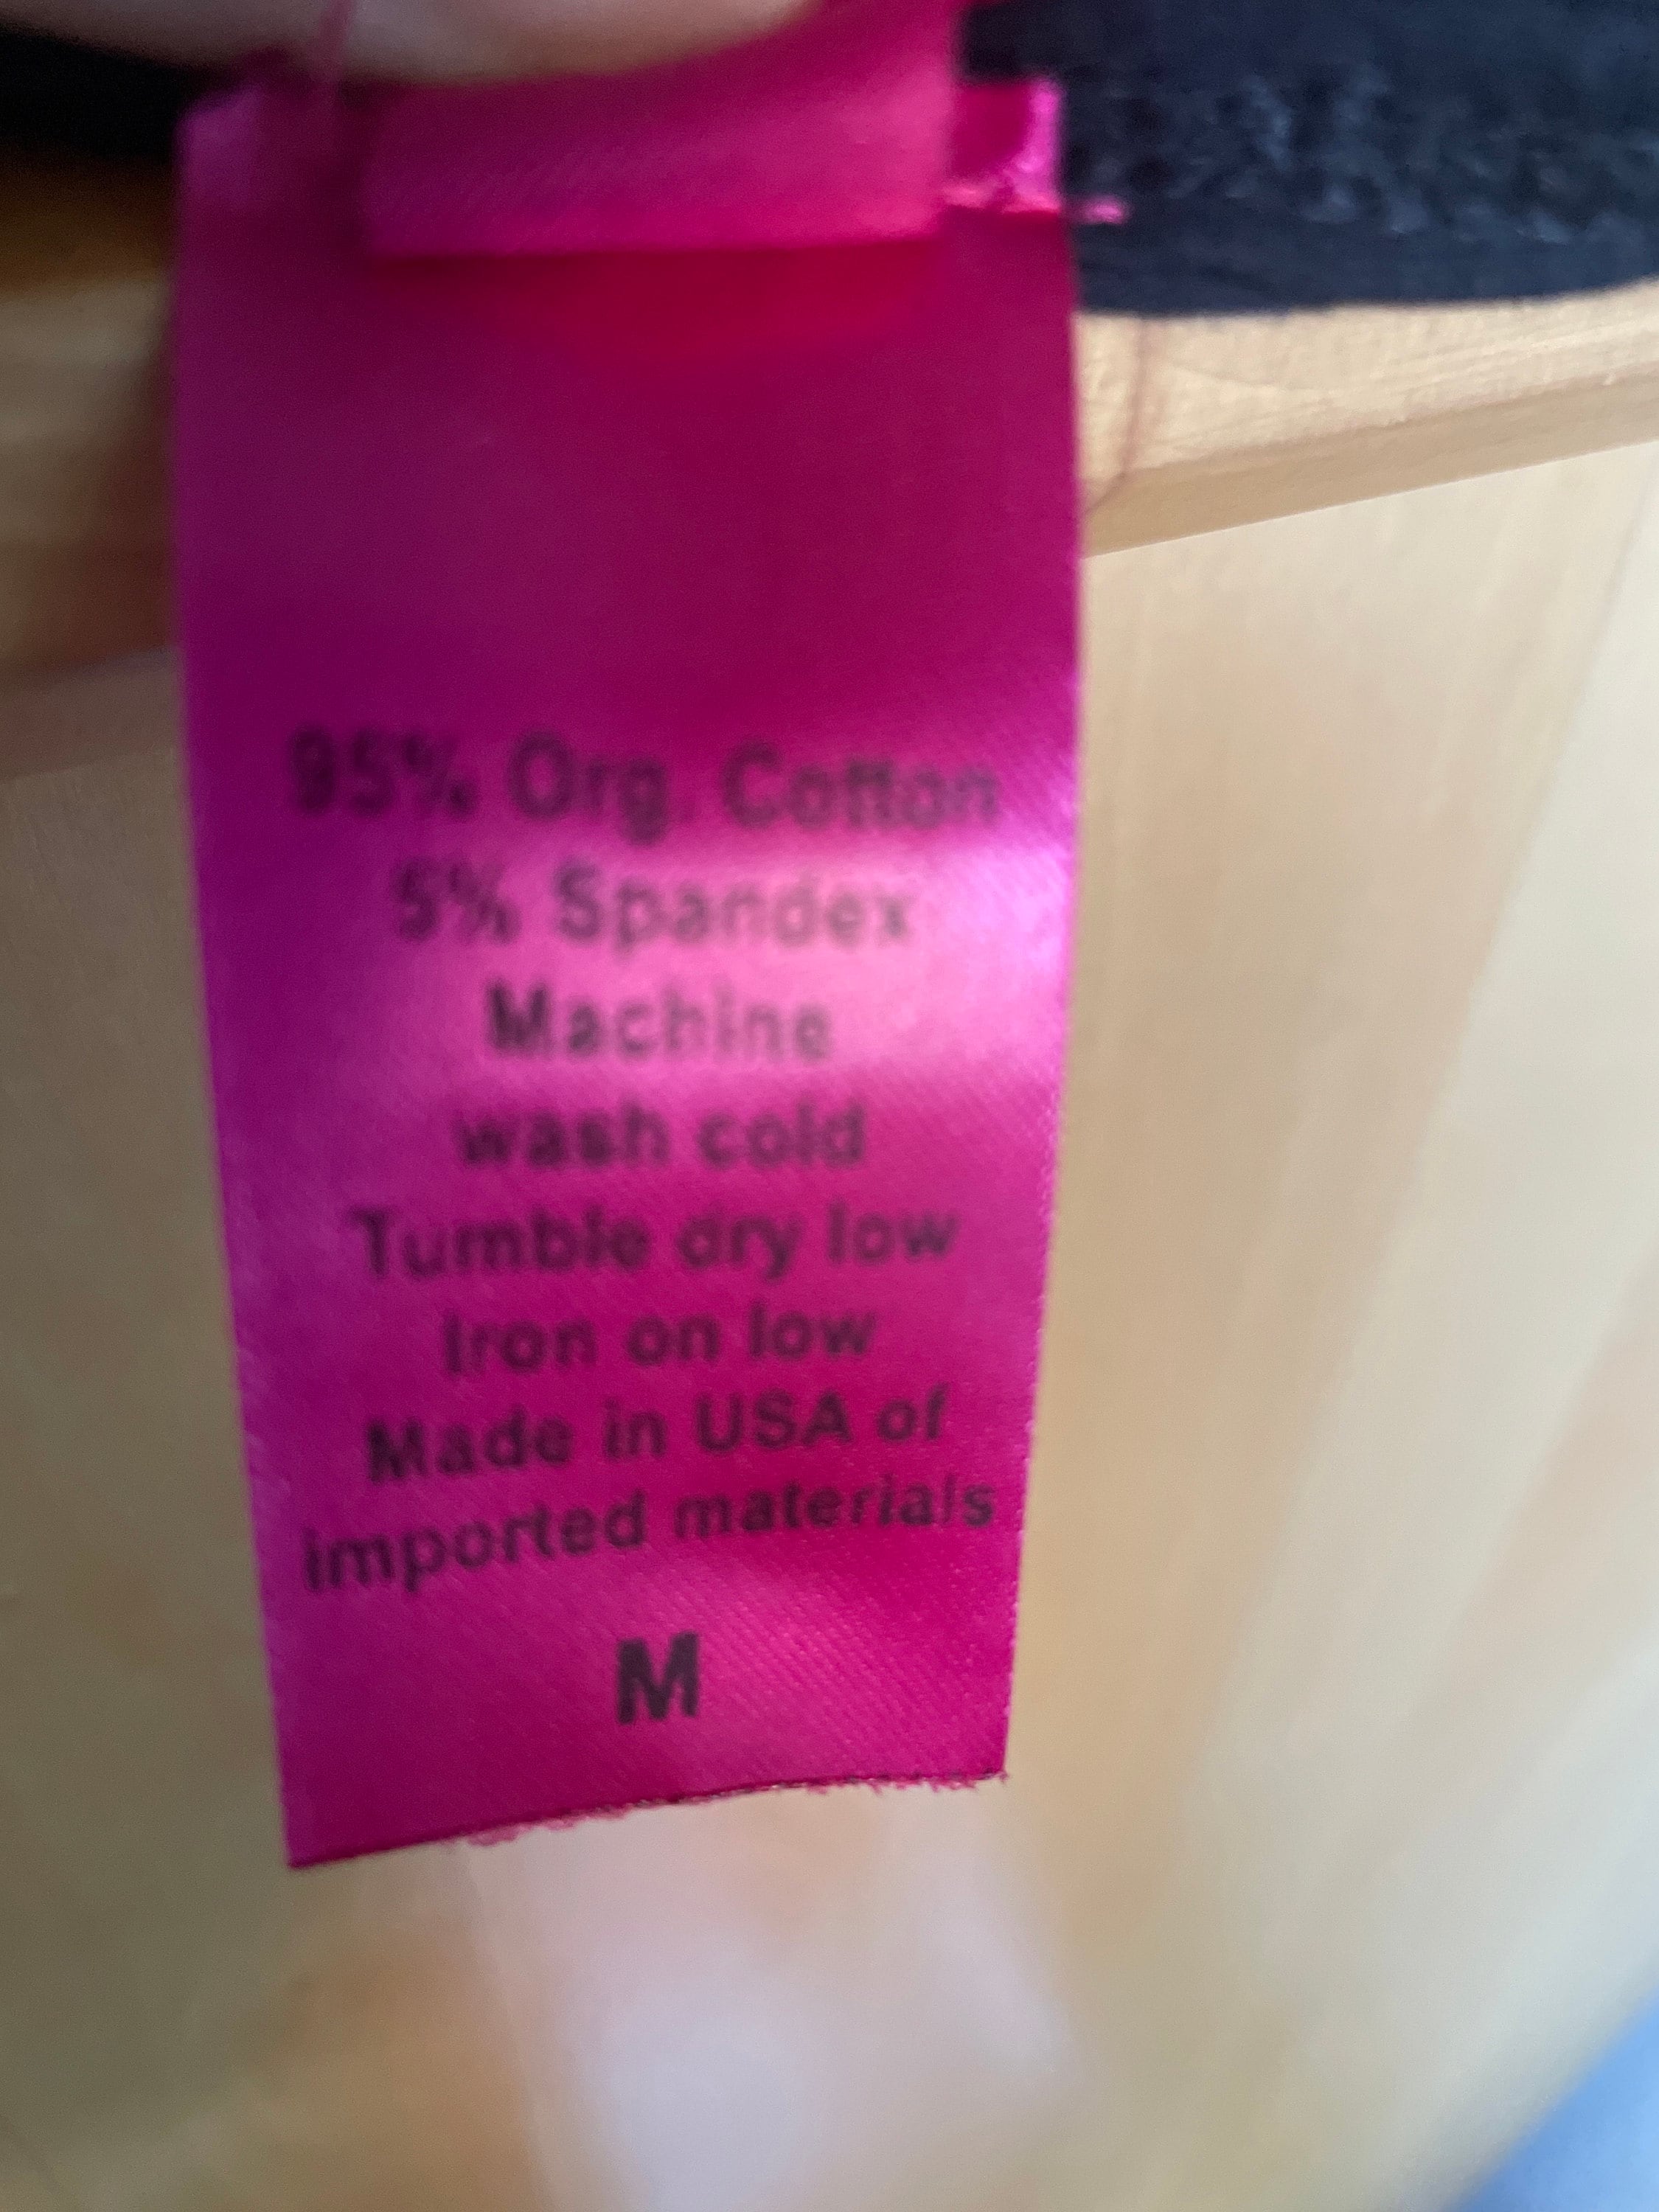 95% Org. Cotton
5% Spandex
Machine
wash cold
Tumble dry low
Iron on low
Made in USA of
imported materials
M